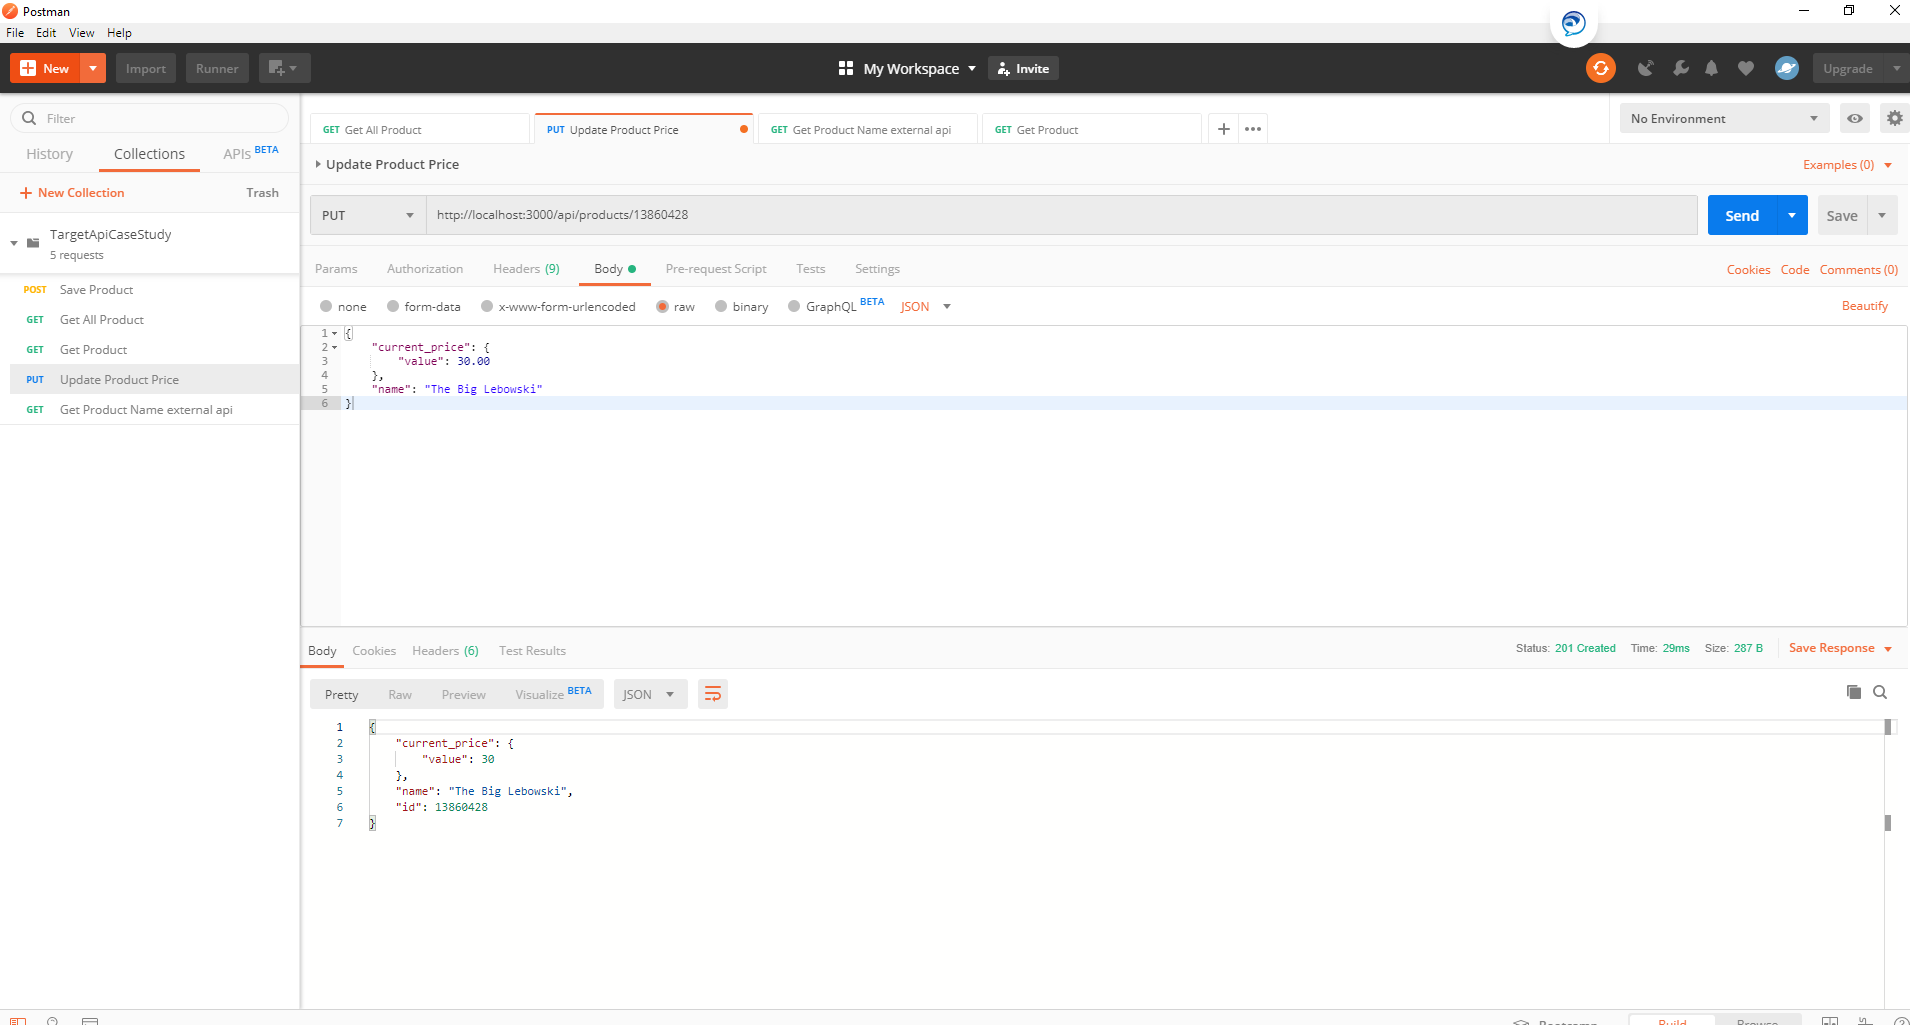 Postman
File Edit View Help
New Import Runner My Workspace Invite Upgrade
Filter
History Collections APIs BETA
New Collection Trash
TargetApiCaseStudy
5 requests
POST Save Product
GET Get All Product
GET Get Product
PUT Update Product Price
GET Get Product Name external api
GET Get All Product PUT Update Product Price GET Get Product Name external api GET Get Product
No Environment
Update Product Price Examples (0)
PUT http://localhost:3000/api/products/13860428 Send Save
Params Authorization Headers (9) Body Pre-request Script Tests Settings Cookies Code Comments (0)
none form-data x-www-form-urlencoded raw binary GraphQL BETA JSON Beautify
1 {
2 "current_price": {
3 "value": 30.00
4 },
5 "name": "The Big Lebowski"
6 }
Body Cookies Headers (6) Test Results Status: 201 Created Time: 29ms Size: 287 B Save Response
Pretty Raw Preview Visualize BETA JSON
1 {
2 "current_price": {
3 "value": 30
4 },
5 "name": "The Big Lebowski",
6 "id": 13860428
7 }
Bootcamp Build Browse